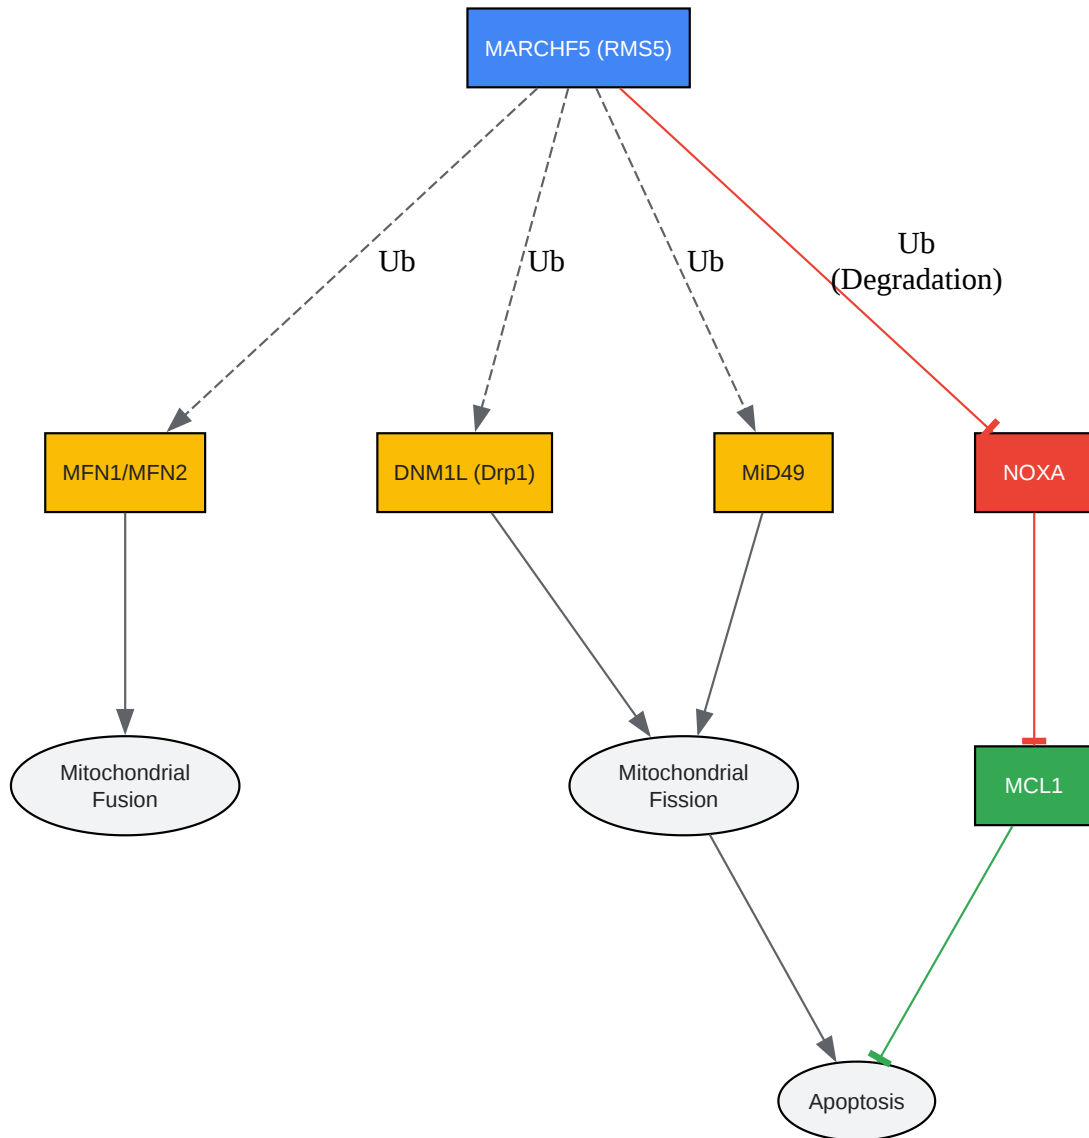 MARCHF5 (RMS5)
Ub
Ub
Ub
Ub
(Degradation)
MFN1/MFN2
DNM1L (Drp1)
MiD49
NOXA
Mitochondrial
Fusion
Mitochondrial
Fission
MCL1
Apoptosis